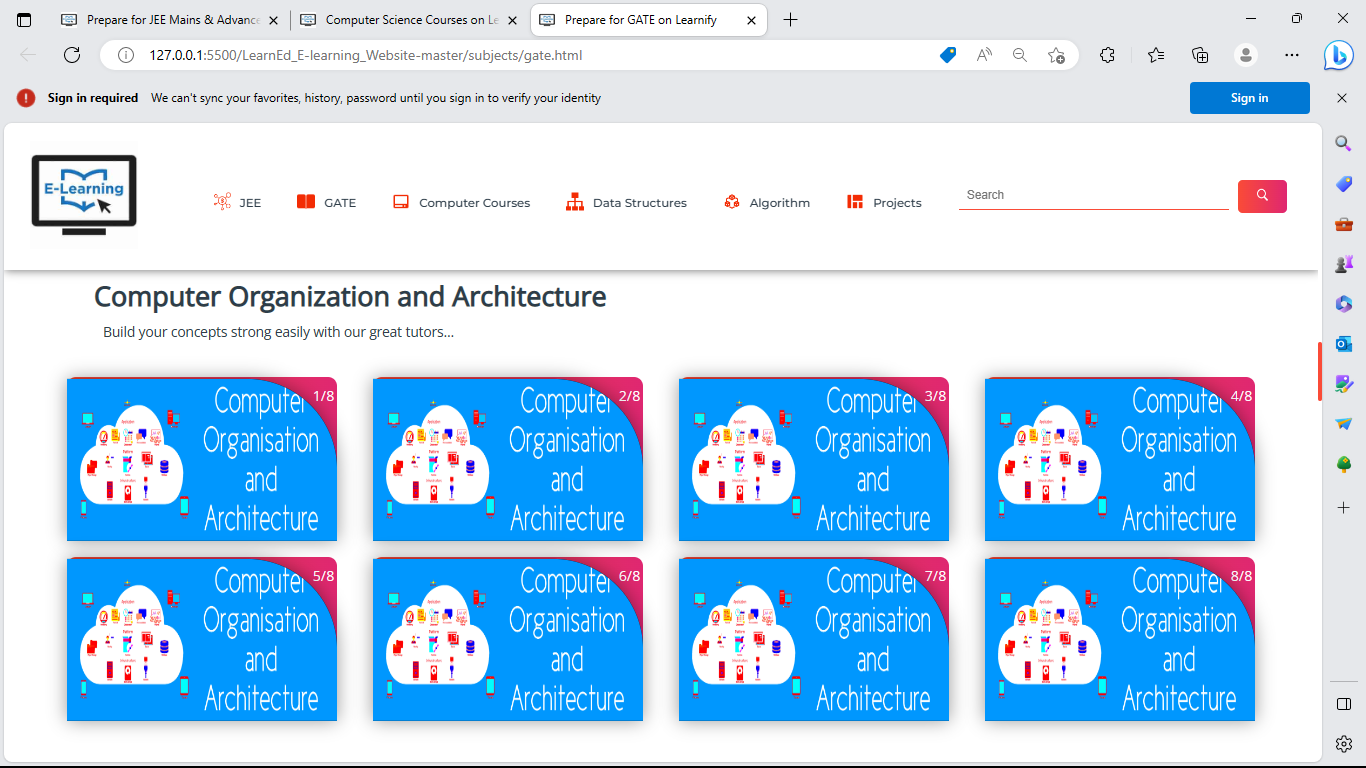 Prepare for JEE Mains & Advance
Computer Science Courses on Le
Prepare for GATE on Learnify
127.0.0.1:5500/LearnEd_E-learning_Website-master/subjects/gate.html
Sign in required We can't sync your favorites, history, password until you sign in to verify your identity
Sign in
E-Learning
JEE
GATE
Computer Courses
Data Structures
Algorithm
Projects
Search
Computer Organization and Architecture
Build your concepts strong easily with our great tutors...
Computer
Organisation
and
Architecture
1/8
Computer
Organisation
and
Architecture
2/8
Computer
Organisation
and
Architecture
3/8
Computer
Organisation
and
Architecture
4/8
Computer
Organisation
and
Architecture
5/8
Computer
Organisation
and
Architecture
6/8
Computer
Organisation
and
Architecture
7/8
Computer
Organisation
and
Architecture
8/8